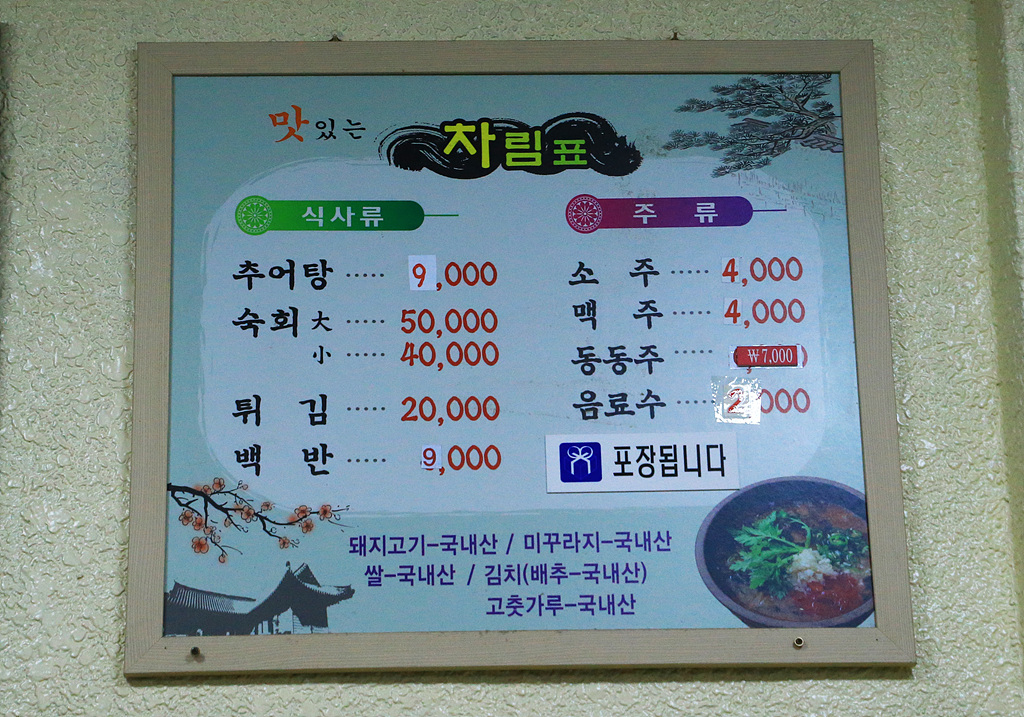 맛있는 차림표
식사류
추어탕 ····· 9,000
숙회 大 ····· 50,000
小 ····· 40,000
튀 김 ····· 20,000
백 반 ····· 9,000
주 류
소 주 ····· 4,000
맥 주 ····· 4,000
동동주 ····· ₩7,000
음료수 ····· 2,000
포장됩니다
돼지고기-국내산 / 미꾸라지-국내산
쌀-국내산 / 김치(배추-국내산)
고춧가루-국내산